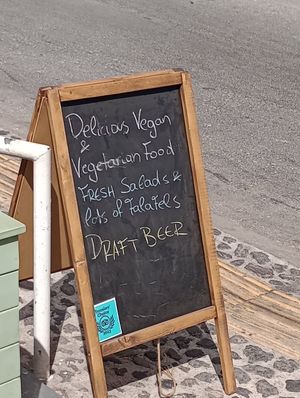 Delicious Vegan
&
Vegetarian Food
FRESH Salads &
lots of falafels
DRAFT BEER